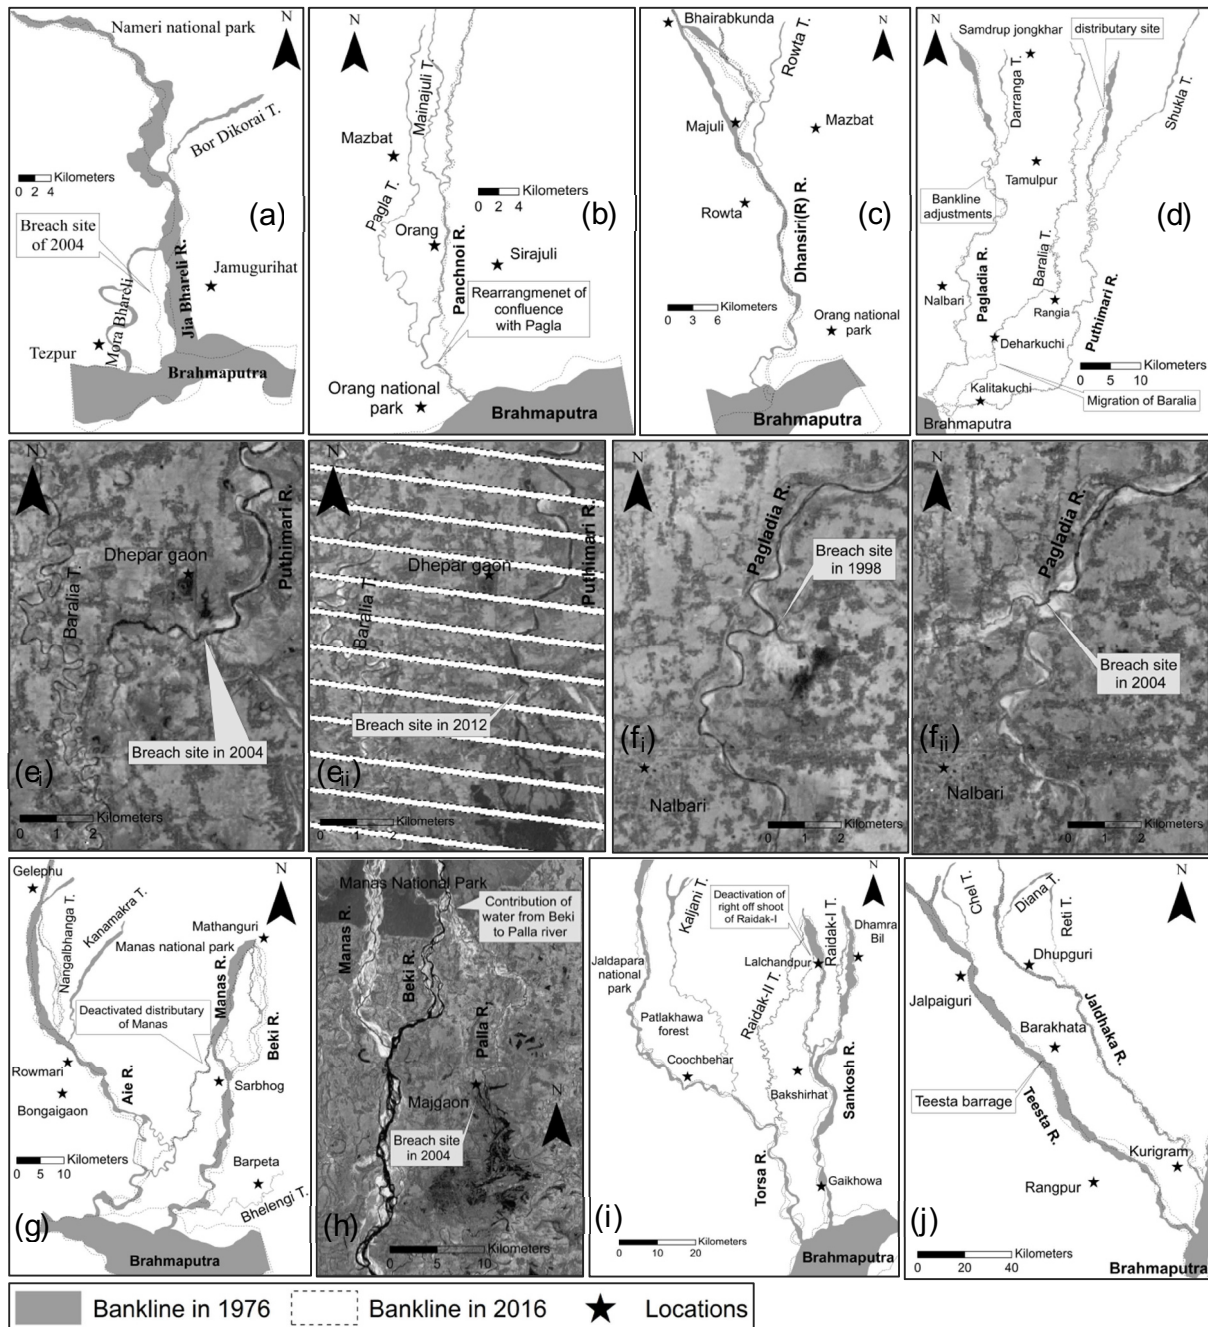 N
Nameri national park
Bor Dikorai T.
Kilometers
0 2 4
Breach site
of 2004
(a)
Jia Bhareli R.
Jamugurihat
Mora Bhareli
Tezpur
Brahmaputra
N
Mainajuli T.
Mazbat
Kilometers
0 2 4
Pagla T.
(b)
Orang
Panchnoi R.
Sirajuli
Rearrangmenet of
confluence
with Pagla
Orang national
park
Brahmaputra
N
Bhairabkunda
Rowta T.
Majuli
Mazbat
Rowta
(c)
Dhansiri(R) R.
Kilometers
0 3 6
Orang national
park
Brahmaputra
N
Samdrup jongkhar
distributary site
Darranga T.
Shukla T.
Tamulpur
Bankline
adjustments
(d)
Baralia T.
Pagladia R.
Nalbari
Rangia
Puthimari R.
Deharkuchi
Kilometers
0 5 10
Kalitakuchi
Migration of Baralia
Brahmaputra
N
Puthimari R.
Dhepar gaon
Baralia T.
Breach site in 2004
(ei)
Kilometers
0 1 2
N
Puthimari R.
Dhepar gaon
Baralia T.
Breach site in 2012
(eii)
Kilometers
0 1 2
N
Pagladia R.
Breach site
in 1998
(fi)
Nalbari
Kilometers
0 1 2
N
Pagladia R.
Breach site
in 2004
(fii)
Nalbari
Kilometers
0 1 2
Gelephu
N
Nangalbhanga T.
Kanamakra T.
Mathanguri
Manas national park
Manas R.
Deactivated distributary
of Manas
Beki R.
Rowmari
Aie R.
Sarbhog
Bongaigaon
Kilometers
0 5 10
Barpeta
Bhelengi T.
(g)
Brahmaputra
Manas National Park
Contribution of
water from Beki
to Palla river
Manas R.
Beki R.
Palla R.
N
Majgaon
Breach site
in 2004
(h)
Kilometers
0 5 10
N
Kaljani T.
Deactivation of
right off shoot
of Raidak-I
Raidak-I T.
Dhamra
Bil
Jaldapara
national
park
Lalchandpur
Raidak-II T.
Patlakhawa
forest
Coochbehar
Bakshirhat
Sankosh R.
Torsa R.
Gaikhowa
(i)
Kilometers
0 10 20
Brahmaputra
N
Chel T.
Diana T.
Reti T.
Dhupguri
Jalpaiguri
Jaldhaka R.
Barakhata
Teesta barrage
Teesta R.
Kurigram
Rangpur
(j)
Kilometers
0 20 40
Brahmaputra
Bankline in 1976
Bankline in 2016
Locations